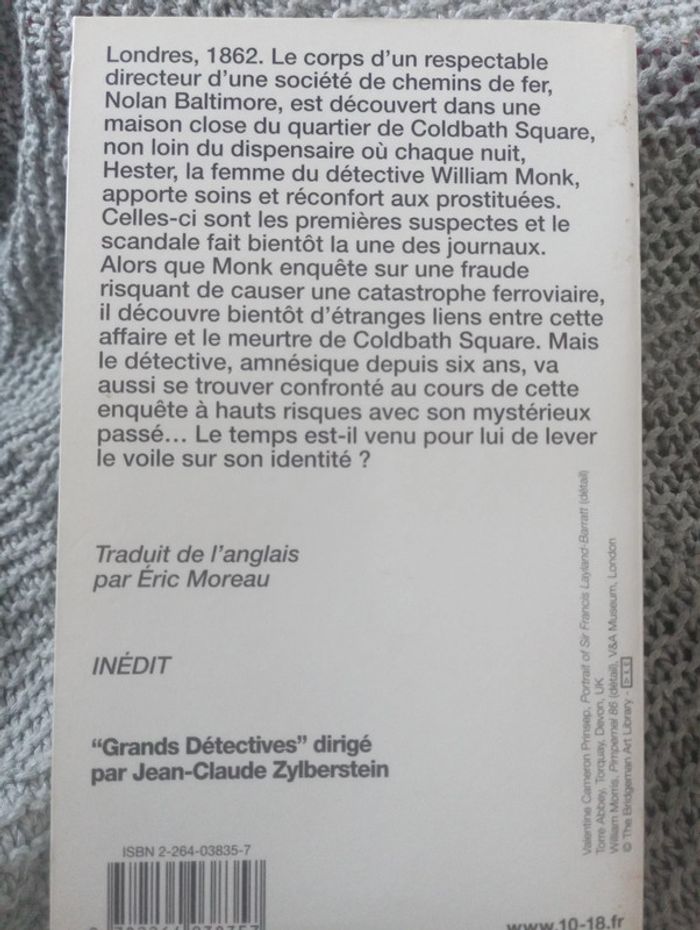 Londres, 1862. Le corps d'un respectable
directeur d'une société de chemins de fer,
Nolan Baltimore, est découvert dans une
maison close du quartier de Coldbath Square,
non loin du dispensaire où chaque nuit,
Hester, la femme du détective William Monk,
apporte soins et réconfort aux prostituées.
Celles-ci sont les premières suspectes et le
scandale fait bientôt la une des journaux.
Alors que Monk enquête sur une fraude
risquant de causer une catastrophe ferroviaire,
il découvre bientôt d'étranges liens entre cette
affaire et le meurtre de Coldbath Square. Mais
le détective, amnésique depuis six ans, va
aussi se trouver confronté au cours de cette
enquête à hauts risques avec son mystérieux
passé... Le temps est-il venu pour lui de lever
le voile sur son identité ?
Traduit de l'anglais
par Éric Moreau
INÉDIT
"Grands Détectives" dirigé
par Jean-Claude Zylberstein
ISBN 2-264-03835-7
www.10-18.fr
Valentine Cameron Prinsep, Portrait of Sir Francis Layland-Barratt (détail)
Torre Abbey, Torquay, Devon, UK
William Morris, Pimpernel 86 (détail), V&A Museum, London
© The Bridgeman Art Library -